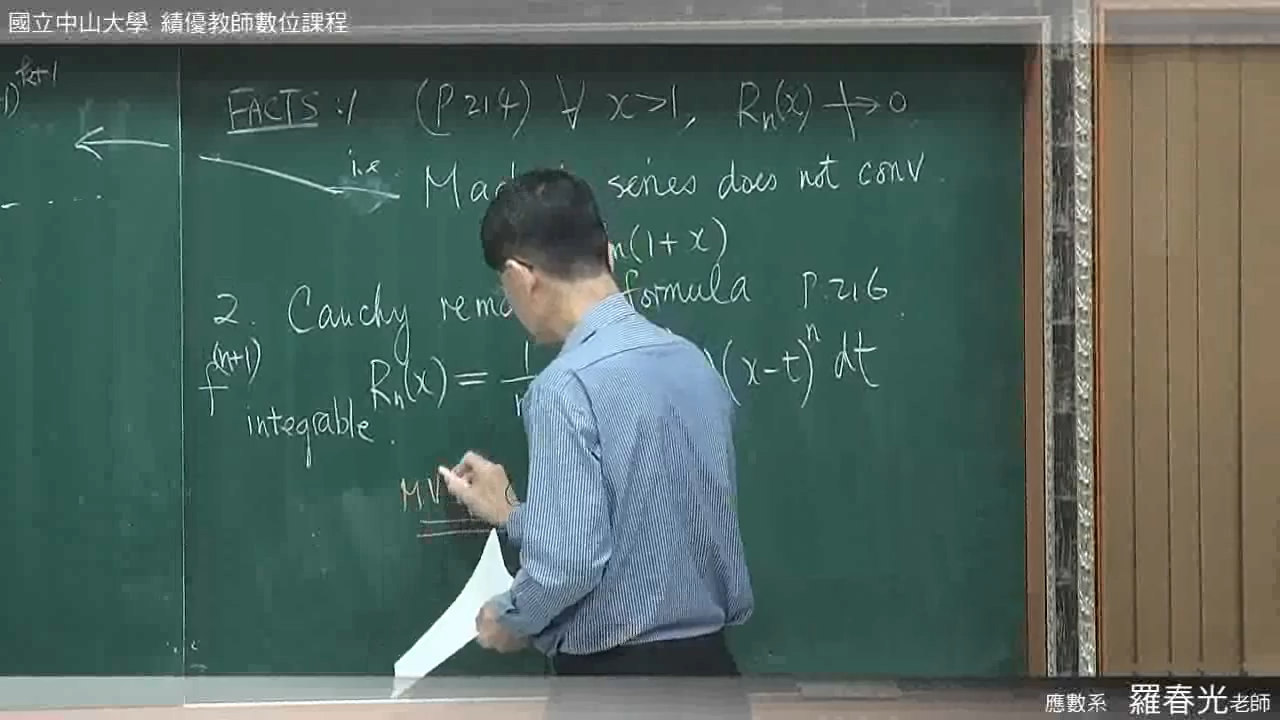 國立中山大學 績優教師數位課程
k+1
FACTS : 1 (P 214) ∀ x>1, Rₙ(x) ↛ 0
i.e. series does not conv.
n(1+x)
2. Cauchy formula P.216
f⁽ⁿ⁺¹⁾ integrable.
Rₙ(x) = (x-t)ⁿ dt
MV
應數系 羅春光老師